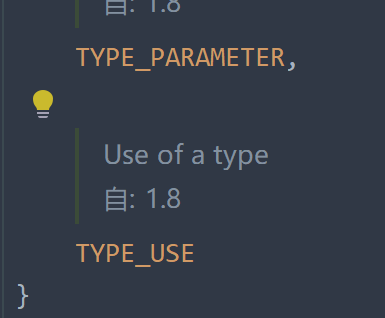 自: 1.8
TYPE_PARAMETER,
Use of a type
自: 1.8
TYPE_USE
}